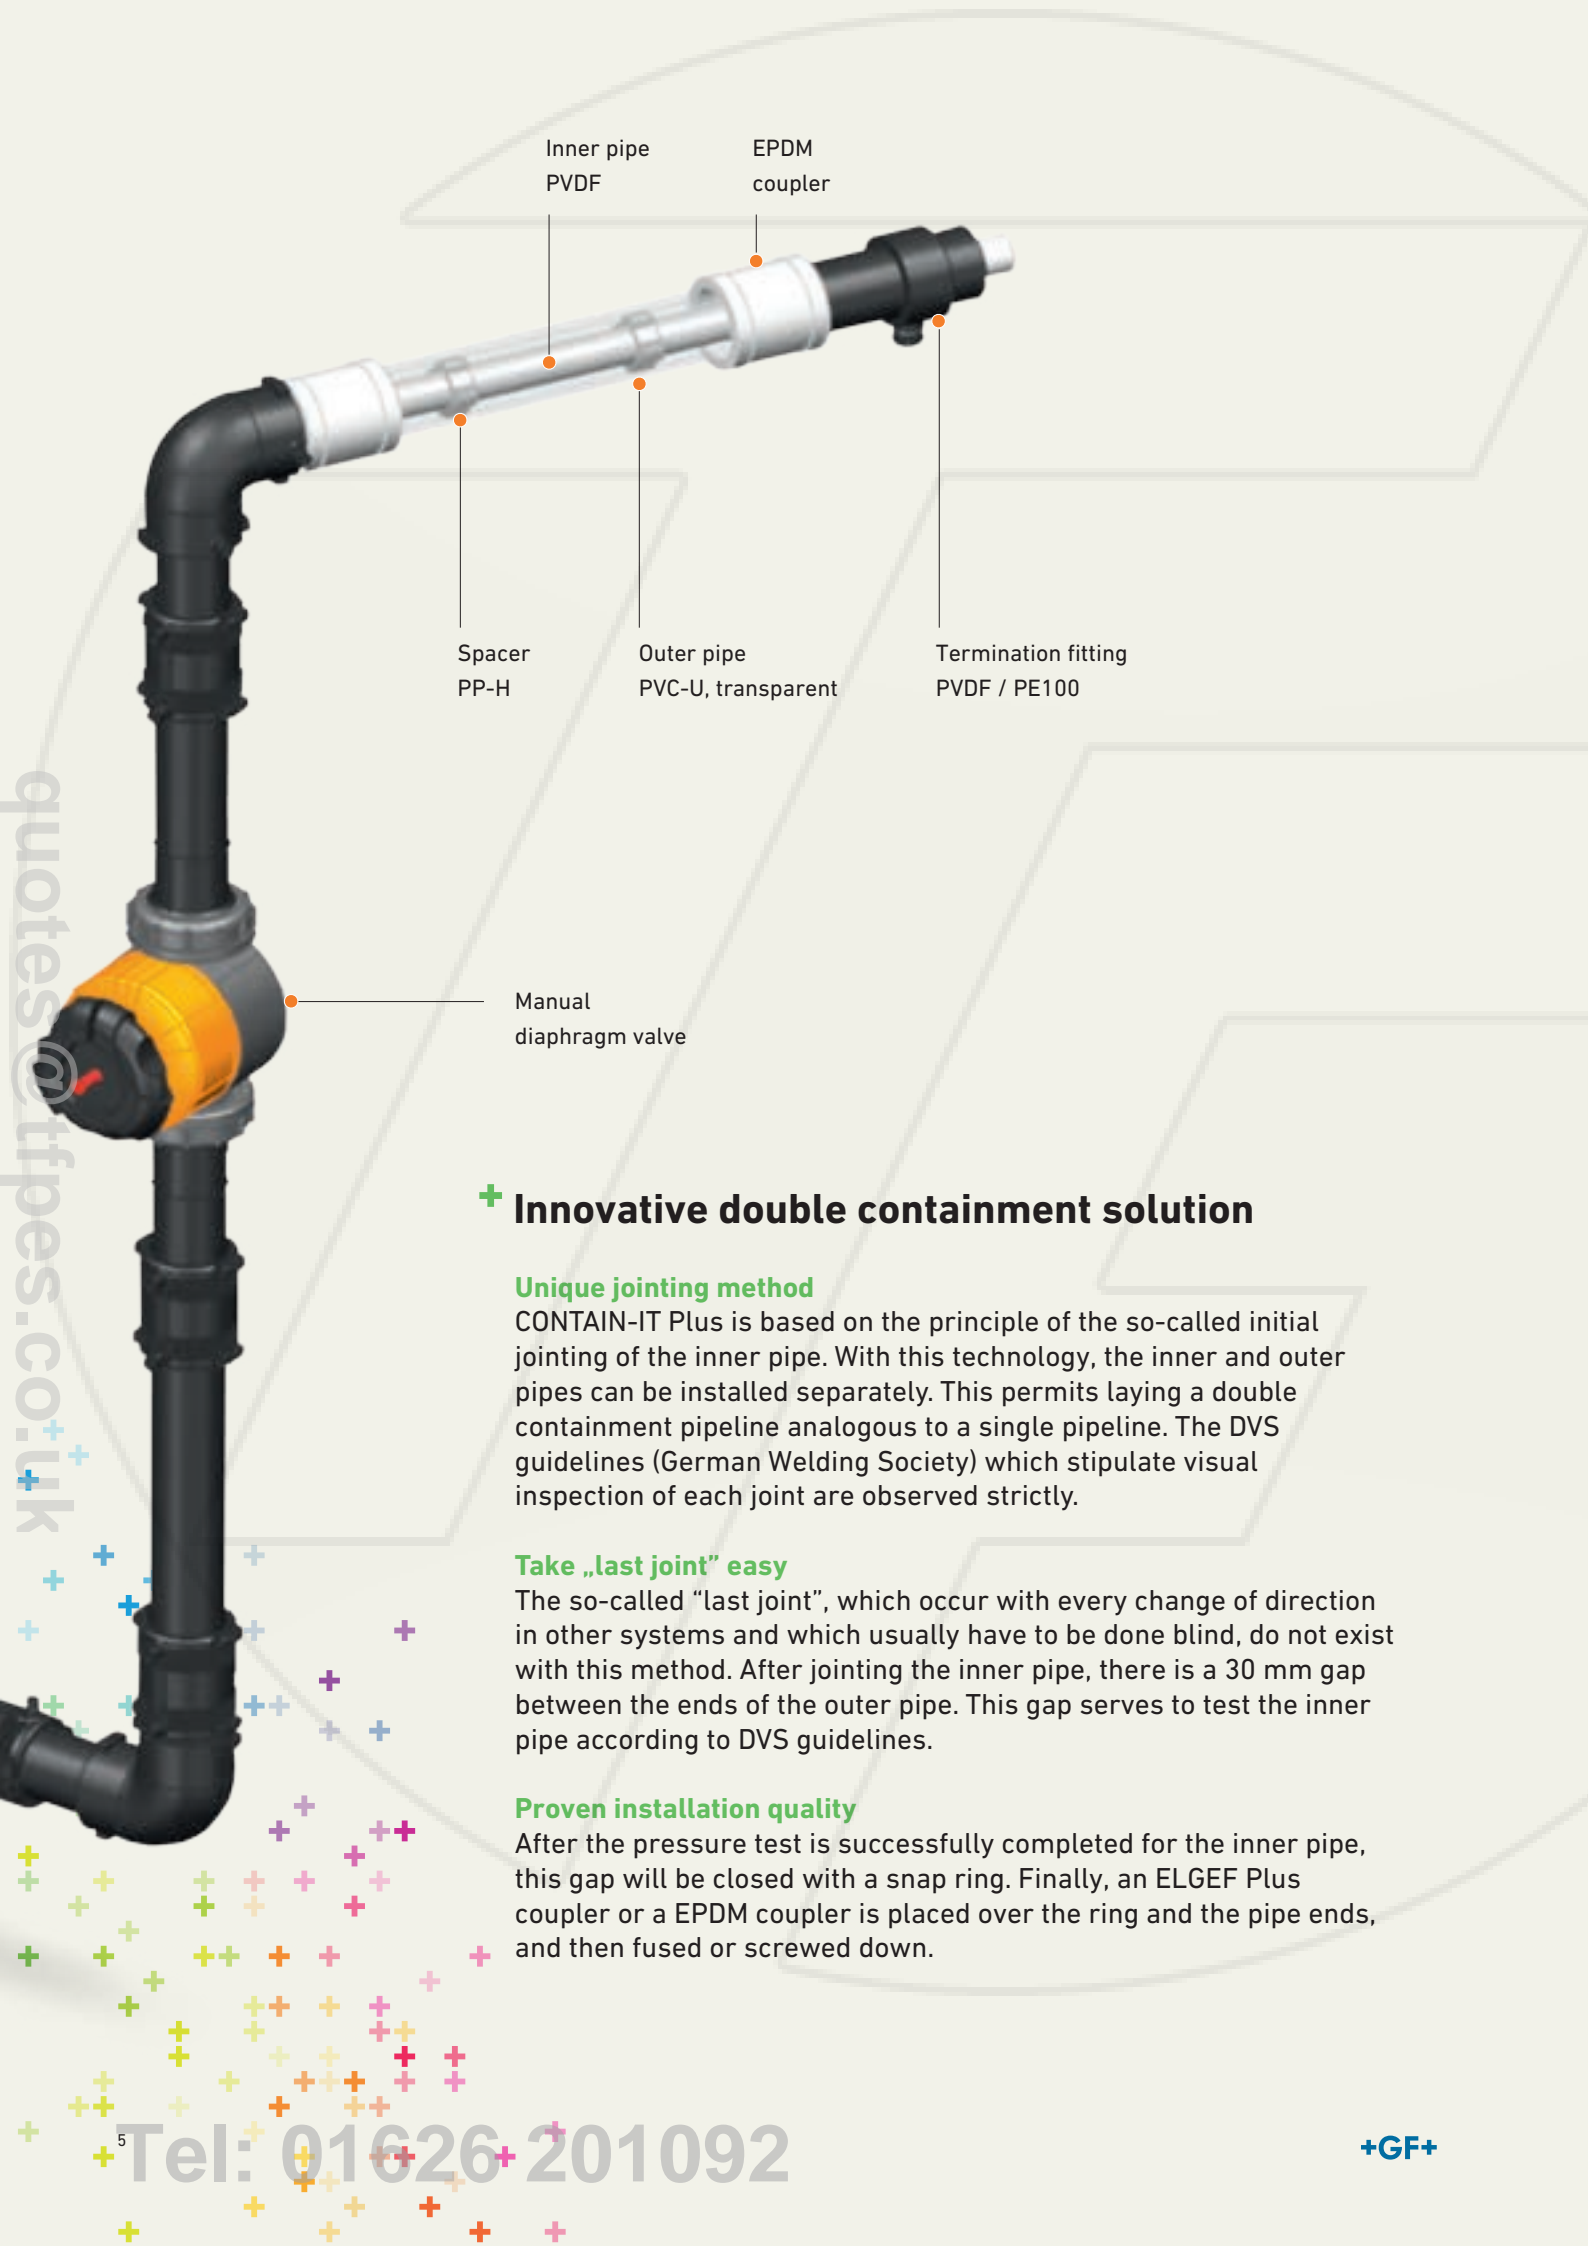 Inner pipe
PVDF
EPDM
coupler
Spacer
PP-H
Outer pipe
PVC-U, transparent
Termination fitting
PVDF / PE100
Manual
diaphragm valve
Innovative double containment solution
Unique jointing method
CONTAIN-IT Plus is based on the principle of the so-called initial
jointing of the inner pipe. With this technology, the inner and outer
pipes can be installed separately. This permits laying a double
containment pipeline analogous to a single pipeline. The DVS
guidelines (German Welding Society) which stipulate visual
inspection of each joint are observed strictly.
Take „last joint” easy
The so-called “last joint”, which occur with every change of direction
in other systems and which usually have to be done blind, do not exist
with this method. After jointing the inner pipe, there is a 30 mm gap
between the ends of the outer pipe. This gap serves to test the inner
pipe according to DVS guidelines.
Proven installation quality
After the pressure test is successfully completed for the inner pipe,
this gap will be closed with a snap ring. Finally, an ELGEF Plus
coupler or a EPDM coupler is placed over the ring and the pipe ends,
and then fused or screwed down.
quotes@tfpes.co.uk
5
Tel: 01626 201092
+GF+